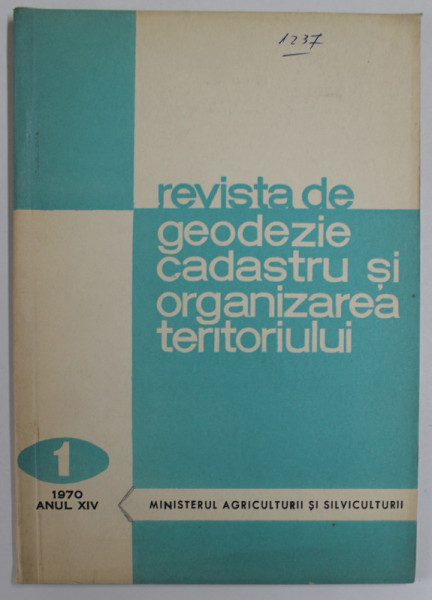 1237
revista de
geodezie
cadastru și
organizarea
teritoriului
1
1970
ANUL XIV
MINISTERUL AGRICULTURII ȘI SILVICULTURII